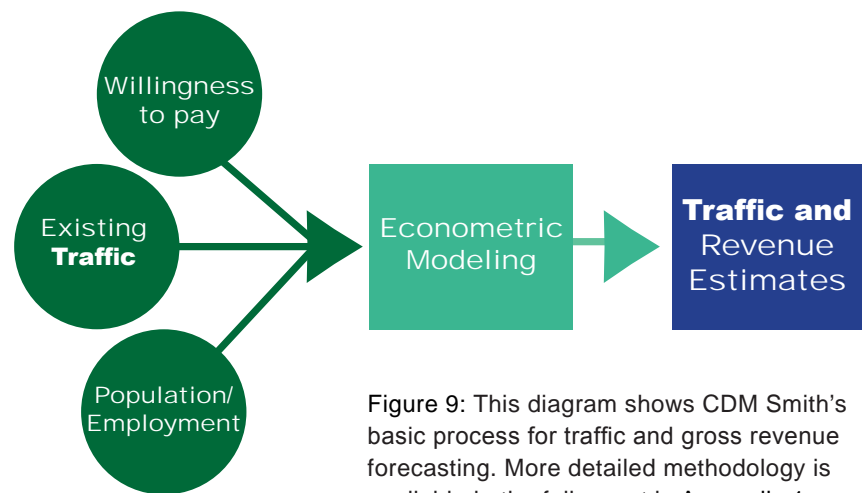 Willingness
to pay
Existing
Traffic
Population/
Employment
Econometric
Modeling
Traffic and
Revenue
Estimates
Figure 9: This diagram shows CDM Smith's
basic process for traffic and gross revenue
forecasting. More detailed methodology is